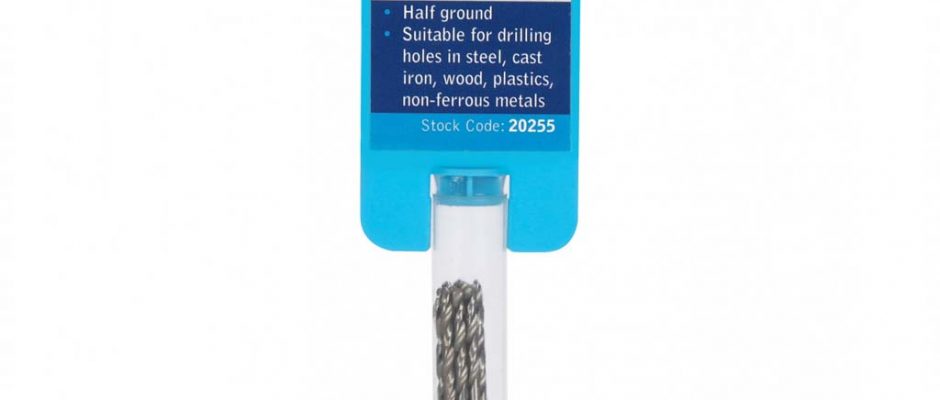 • Half ground
• Suitable for drilling
holes in steel, cast
iron, wood, plastics,
non-ferrous metals
Stock Code: 20255